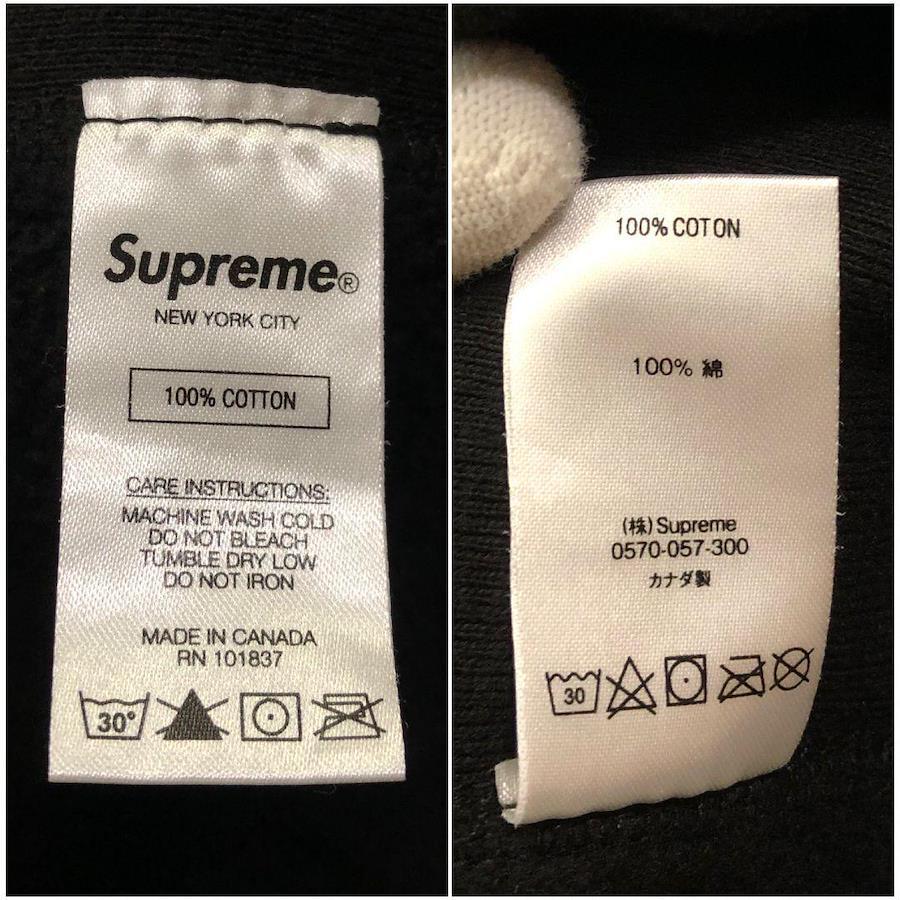 Supreme®
NEW YORK CITY
100% COTTON
CARE INSTRUCTIONS:
MACHINE WASH COLD
DO NOT BLEACH
TUMBLE DRY LOW
DO NOT IRON
MADE IN CANADA
RN 101837
30°
100% COTON
100% 綿
(株)Supreme
0570-057-300
カナダ製
30